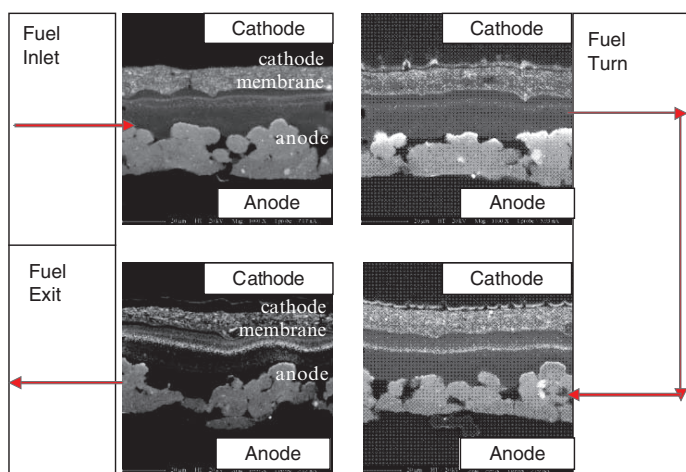 Fuel
Inlet
Cathode
cathode
membrane
anode
Anode
Cathode
Anode
Fuel
Turn
Fuel
Exit
Cathode
cathode
membrane
anode
Anode
Cathode
Anode